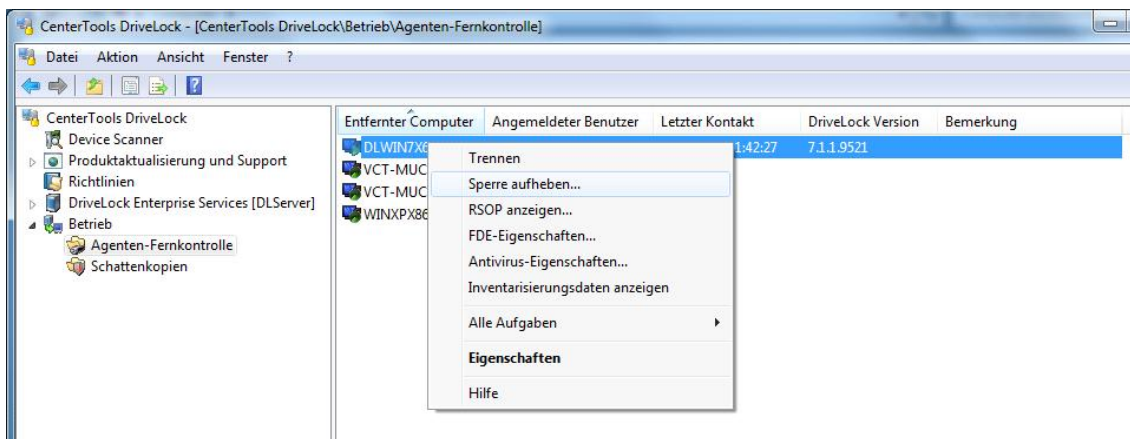 CenterTools DriveLock - [CenterTools DriveLock\Betrieb\Agenten-Fernkontrolle]
Datei Aktion Ansicht Fenster ?
CenterTools DriveLock
Device Scanner
Produktaktualisierung und Support
Richtlinien
DriveLock Enterprise Services [DLServer]
Betrieb
Agenten-Fernkontrolle
Schattenkopien
Entfernter Computer Angemeldeter Benutzer Letzter Kontakt DriveLock Version Bemerkung
DLWIN7X6 1:42:27 7.1.1.9521
VCT-MUC
VCT-MUC
WINXPX86
Trennen
Sperre aufheben...
RSOP anzeigen...
FDE-Eigenschaften...
Antivirus-Eigenschaften...
Inventarisierungsdaten anzeigen
Alle Aufgaben
Eigenschaften
Hilfe